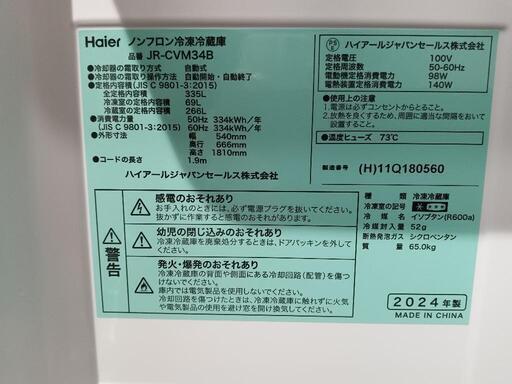 Haier ノンフロン冷凍冷蔵庫
品番 JR-CVM34B
●冷却器の霜取り方式 自動式
●冷却器の霜取り操作方法 自動開始・自動終了
●定格内容積(JIS C 9801-3:2015)
全定格内容積 335L
冷凍室の定格内容積 69L
冷蔵室の定格内容積 266L
●消費電力量 50Hz 334kWh/年
(JIS C 9801-3:2015) 60Hz 334kWh/年
●外形寸法 幅 540mm
奥行 666mm
高さ 1810mm
●コードの長さ 1.9m
ハイアールジャパンセールス株式会社
PSE ハイアールジャパンセールス株式会社
定格電圧 100V
定格周波数 50-60Hz
電動機定格消費電力 98W
電熱装置定格消費電力 140W
●使用上の注意
1.電源は必ずコンセントからとること。
2.放熱を良くするため、周囲に適当な間隔を
あけて据えつけること。
●温度ヒューズ 73℃
製造番号 (H)11Q180560
警告
感電のおそれあり
お手入れのときには、必ず電源プラグを抜いてください。
抜かずに作業すると感電することがあります。
幼児の閉じ込めのおそれあり
冷凍冷蔵庫を廃棄処分するときは、ドアパッキンを外して
ください。
発火・爆発のおそれあり
冷凍冷蔵庫の背面や側面にある冷却回路(配管)を傷つけ
ないでください。
庫内では電気製品を使用しないでください。
冷却回路を傷つけたときは、冷凍冷蔵庫に触れずに火気
や電気製品の使用を避け窓を開け換気してください。
種類 冷凍冷蔵庫
冷凍室の記号
冷媒 イソブタン(R600a)
冷媒封入量 52g
断熱発泡ガス シクロペンタン
質量 65.0kg
2024年製
MADE IN CHINA